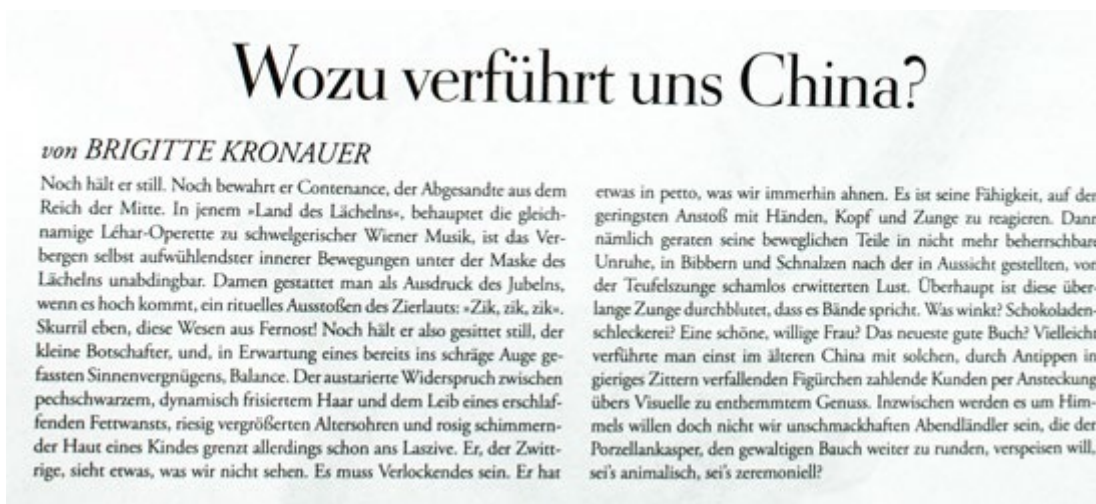 Wozu verführt uns China?
von BRIGITTE KRONAUER
Noch hält er still. Noch bewahrt er Contenance, der Abgesandte aus dem
Reich der Mitte. In jenem »Land des Lächelns«, behauptet die gleich-
namige Léhar-Operette zu schwelgerischer Wiener Musik, ist das Ver-
bergen selbst aufwühlendster innerer Bewegungen unter der Maske des
Lächelns unabdingbar. Damen gestattet man als Ausdruck des Jubelns,
wenn es hoch kommt, ein rituelles Ausstoßen des Zierlauts: »Zik, zik, zik«.
Skurril eben, diese Wesen aus Fernost! Noch hält er also gesittet still, der
kleine Botschafter, und, in Erwartung eines bereits ins schräge Auge ge-
fassten Sinnenvergnügens, Balance. Der austarierte Widerspruch zwischen
pechschwarzem, dynamisch frisiertem Haar und dem Leib eines erschlaf-
fenden Fettwansts, riesig vergrößerten Altersohren und rosig schimmern-
der Haut eines Kindes grenzt allerdings schon ans Laszive. Er, der Zwitt-
rige, sieht etwas, was wir nicht sehen. Es muss Verlockendes sein. Er hat
etwas in petto, was wir immerhin ahnen. Es ist seine Fähigkeit, auf den
geringsten Anstoß mit Händen, Kopf und Zunge zu reagieren. Dann
nämlich geraten seine beweglichen Teile in nicht mehr beherrschbare
Unruhe, in Bibbern und Schnalzen nach der in Aussicht gestellten, von
der Teufelszunge schamlos erwitterten Lust. Überhaupt ist diese über-
lange Zunge durchblutet, dass es Bände spricht. Was winkt? Schokoladen-
schleckerei? Eine schöne, willige Frau? Das neueste gute Buch? Vielleicht
verführte man einst im älteren China mit solchen, durch Antippen in
gieriges Zittern verfallenden Figürchen zahlende Kunden per Ansteckung
übers Visuelle zu enthemmtem Genuss. Inzwischen werden es um Him-
mels willen doch nicht wir unschmackhaften Abendländler sein, die der
Porzellankasper, den gewaltigen Bauch weiter zu runden, verspeisen will,
sei's animalisch, sei's zeremoniell?